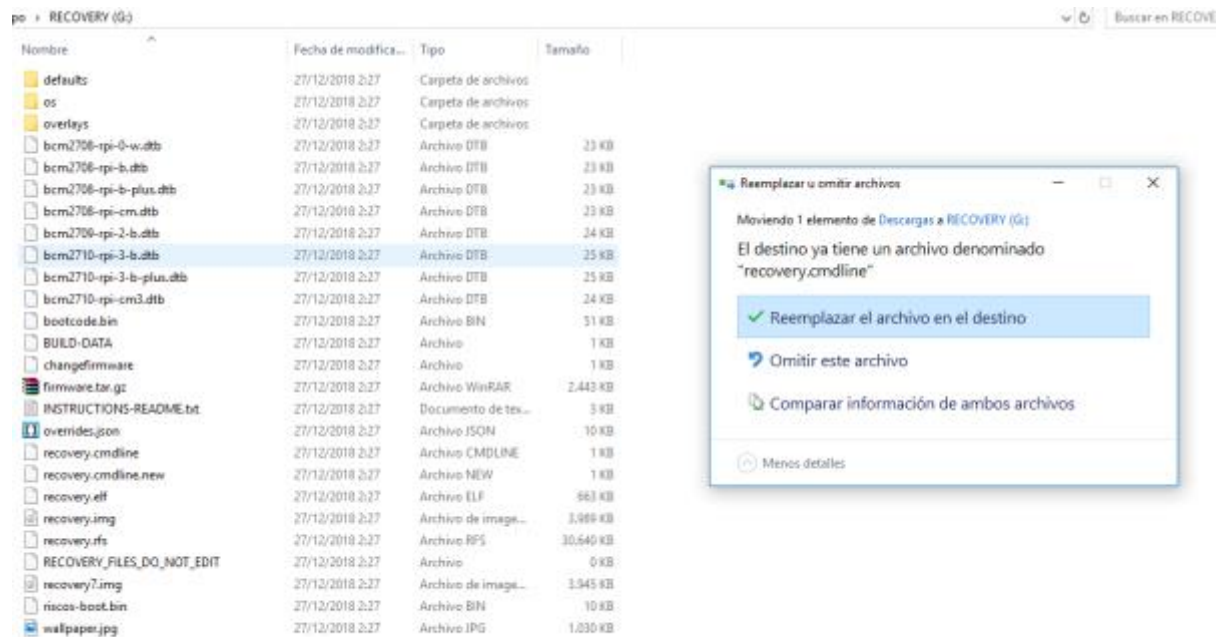 po › RECOVERY (G:) Buscar en RECOVE
Nombre Fecha de modifica... Tipo Tamaño
defaults 27/12/2018 2:27 Carpeta de archivos
os 27/12/2018 2:27 Carpeta de archivos
overlays 27/12/2018 2:27 Carpeta de archivos
bcm2708-rpi-0-w.dtb 27/12/2018 2:27 Archivo DTB 23 KB
bcm2708-rpi-b.dtb 27/12/2018 2:27 Archivo DTB 23 KB
bcm2708-rpi-b-plus.dtb 27/12/2018 2:27 Archivo DTB 23 KB
bcm2708-rpi-cm.dtb 27/12/2018 2:27 Archivo DTB 23 KB
bcm2709-rpi-2-b.dtb 27/12/2018 2:27 Archivo DTB 24 KB
bcm2710-rpi-3-b.dtb 27/12/2018 2:27 Archivo DTB 25 KB
bcm2710-rpi-3-b-plus.dtb 27/12/2018 2:27 Archivo DTB 25 KB
bcm2710-rpi-cm3.dtb 27/12/2018 2:27 Archivo DTB 24 KB
bootcode.bin 27/12/2018 2:27 Archivo BIN 51 KB
BUILD-DATA 27/12/2018 2:27 Archivo 1 KB
changefirmware 27/12/2018 2:27 Archivo 1 KB
firmware.tar.gz 27/12/2018 2:27 Archivo WinRAR 2.443 KB
INSTRUCTIONS-README.txt 27/12/2018 2:27 Documento de tex... 3 KB
overrides.json 27/12/2018 2:27 Archivo JSON 10 KB
recovery.cmdline 27/12/2018 2:27 Archivo CMDLINE 1 KB
recovery.cmdline.new 27/12/2018 2:27 Archivo NEW 1 KB
recovery.elf 27/12/2018 2:27 Archivo ELF 663 KB
recovery.img 27/12/2018 2:27 Archivo de image... 3.989 KB
recovery.rfs 27/12/2018 2:27 Archivo RFS 30.640 KB
RECOVERY_FILES_DO_NOT_EDIT 27/12/2018 2:27 Archivo 0 KB
recovery7.img 27/12/2018 2:27 Archivo de image... 3.945 KB
riscos-boot.bin 27/12/2018 2:27 Archivo BIN 10 KB
wallpaper.jpg 27/12/2018 2:27 Archivo JPG 1.030 KB
Reemplazar u omitir archivos
Moviendo 1 elemento de Descargas a RECOVERY (G:)
El destino ya tiene un archivo denominado
"recovery.cmdline"
Reemplazar el archivo en el destino
Omitir este archivo
Comparar información de ambos archivos
Menos detalles